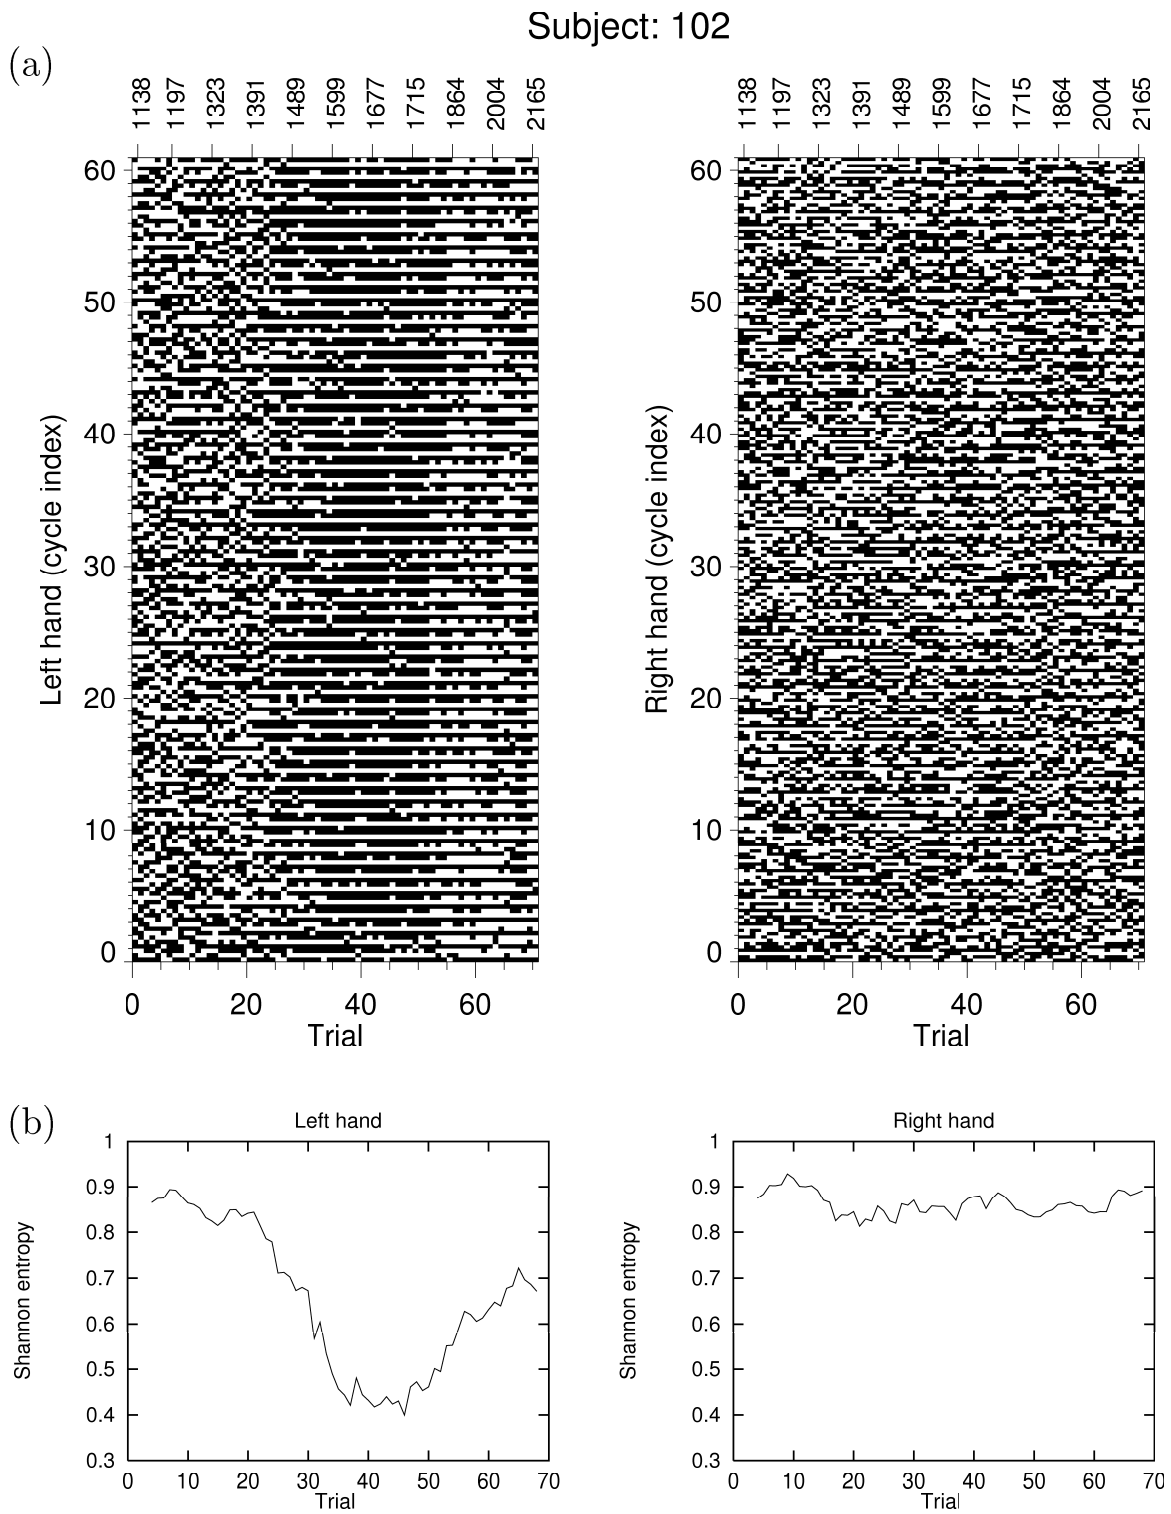 Subject: 102
(a)
1138 1197 1323 1391 1489 1599 1677 1715 1864 2004 2165
1138 1197 1323 1391 1489 1599 1677 1715 1864 2004 2165
Left hand (cycle index)
60
50
40
30
20
10
0
0 20 40 60
Trial
Right hand (cycle index)
60
50
40
30
20
10
0
0 20 40 60
Trial
(b)
Left hand
Shannon entropy
1
0.9
0.8
0.7
0.6
0.5
0.4
0.3
0 10 20 30 40 50 60 70
Trial
Right hand
Shannon entropy
1
0.9
0.8
0.7
0.6
0.5
0.4
0.3
0 10 20 30 40 50 60 70
Trial